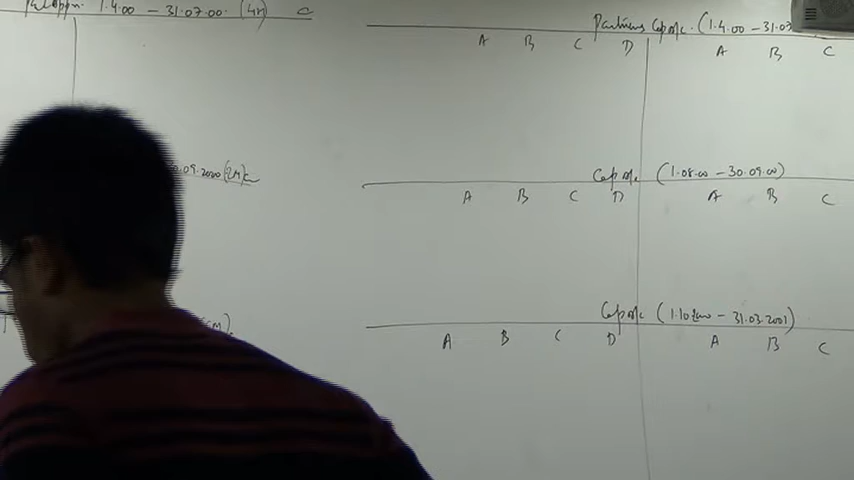 1.4.00 - 31.07.00. (4M)
Partners Cap a/c. (1.4.00 - 31.07
A B C D A B C
30.09.2000 (2M)
Cap a/c (1.08.00 - 30.09.00)
A B C D A B C
Cap a/c (1.10.2000 - 31.03.2001)
A B C D A B C